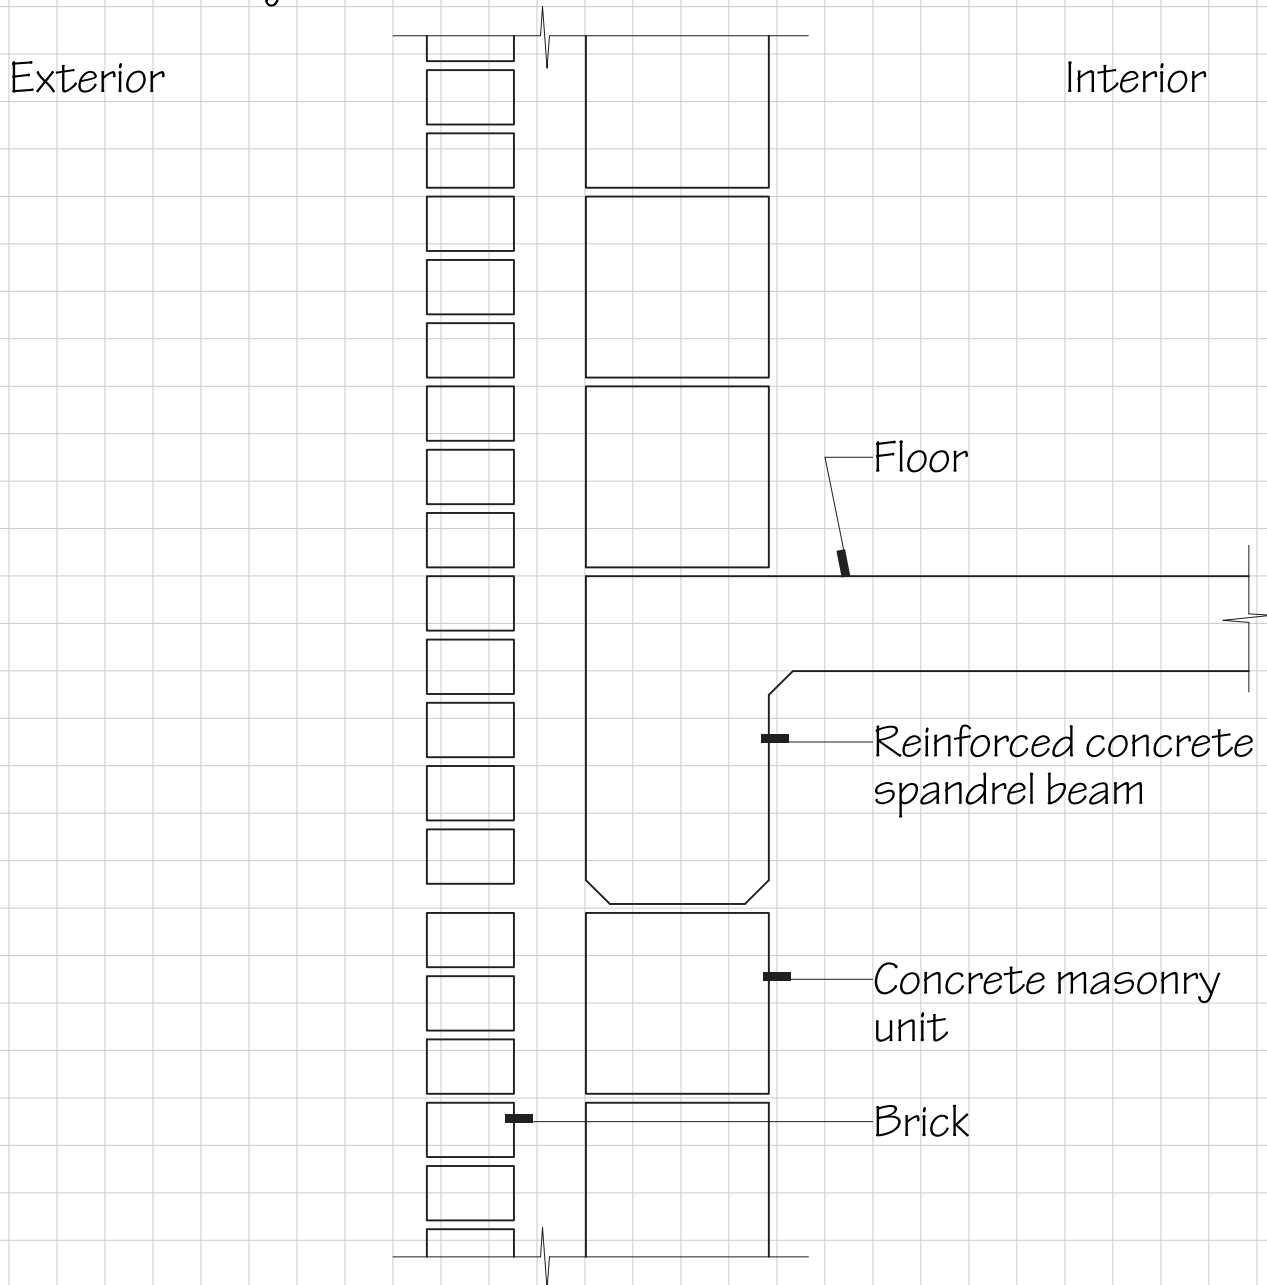 Exterior
Interior
Floor
Reinforced concrete
spandrel beam
Concrete masonry
unit
Brick